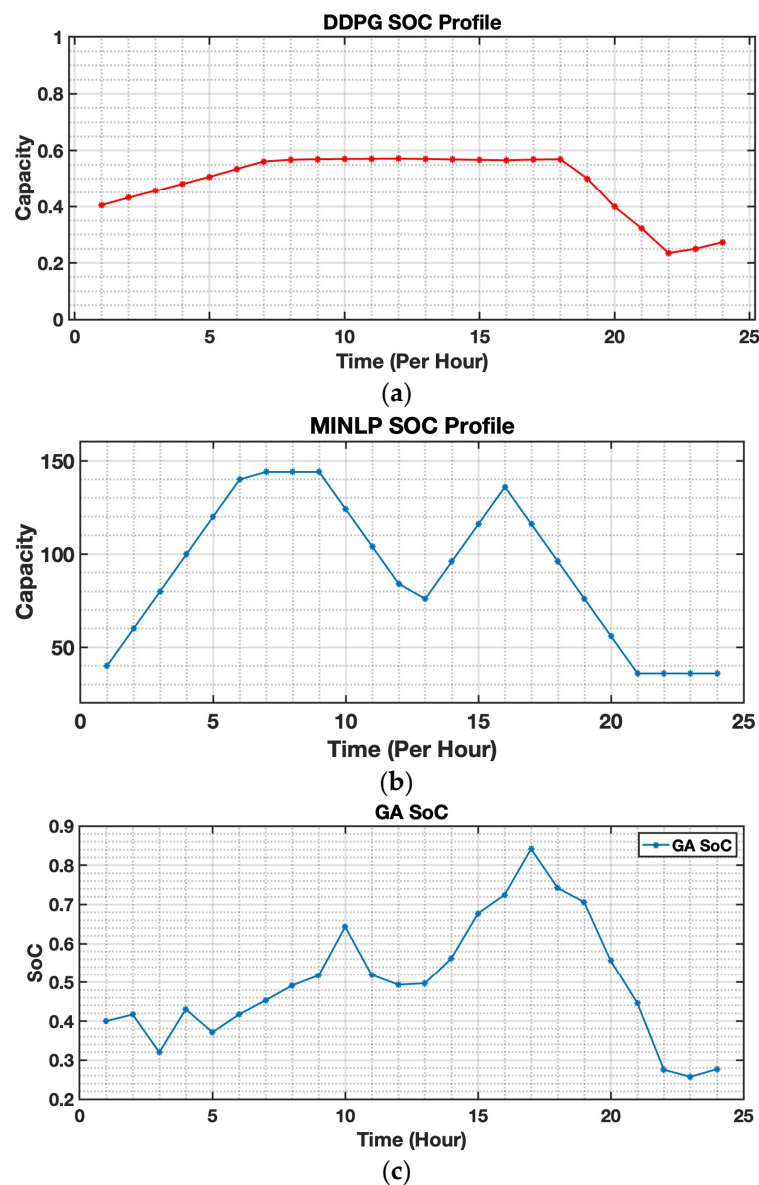 DDPG SOC Profile
1
0.8
0.6
0.4
0.2
0
Capacity
0 5 10 15 20 25
Time (Per Hour)
(a)
MINLP SOC Profile
150
100
50
Capacity
0 5 10 15 20 25
Time (Per Hour)
(b)
GA SoC
0.9
GA SoC
0.8
0.7
0.6
0.5
0.4
0.3
0.2
SoC
0 5 10 15 20 25
Time (Hour)
(c)